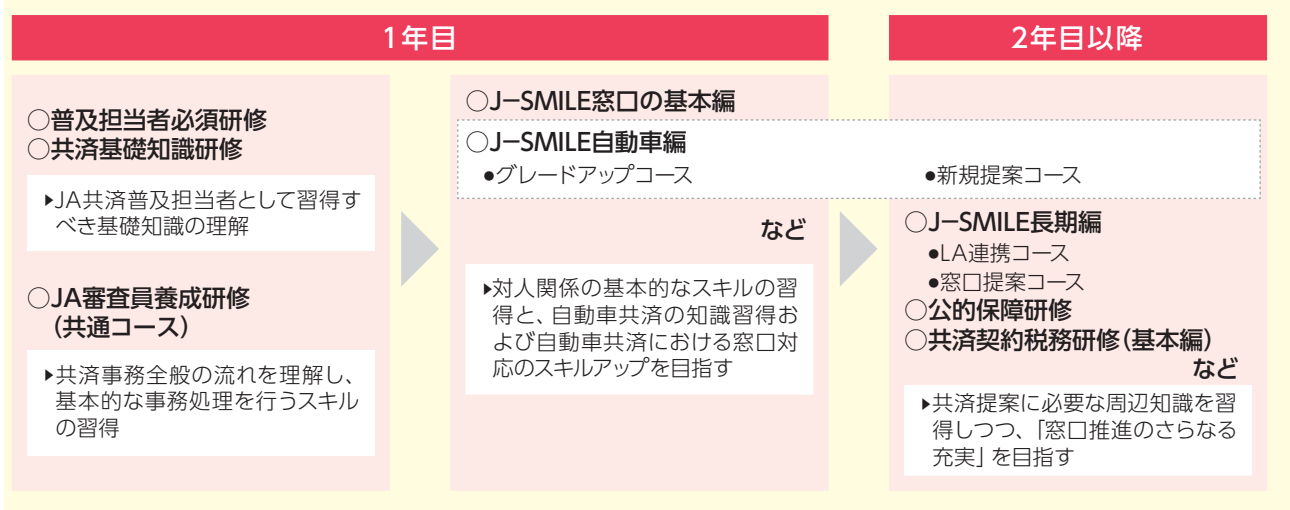 1年目
○普及担当者必須研修
○共済基礎知識研修
▶JA共済普及担当者として習得す
べき基礎知識の理解
○JA審査員養成研修
(共通コース)
▶共済事務全般の流れを理解し、
基本的な事務処理を行うスキル
の習得
○J-SMILE窓口の基本編
○J-SMILE自動車編
●グレードアップコース
など
▶対人関係の基本的なスキルの習
得と、自動車共済の知識習得お
よび自動車共済における窓口対
応のスキルアップを目指す
2年目以降
●新規提案コース
○J-SMILE長期編
●LA連携コース
●窓口提案コース
○公的保障研修
○共済契約税務研修(基本編)
など
▶共済提案に必要な周辺知識を習
得しつつ、「窓口推進のさらなる
充実」を目指す